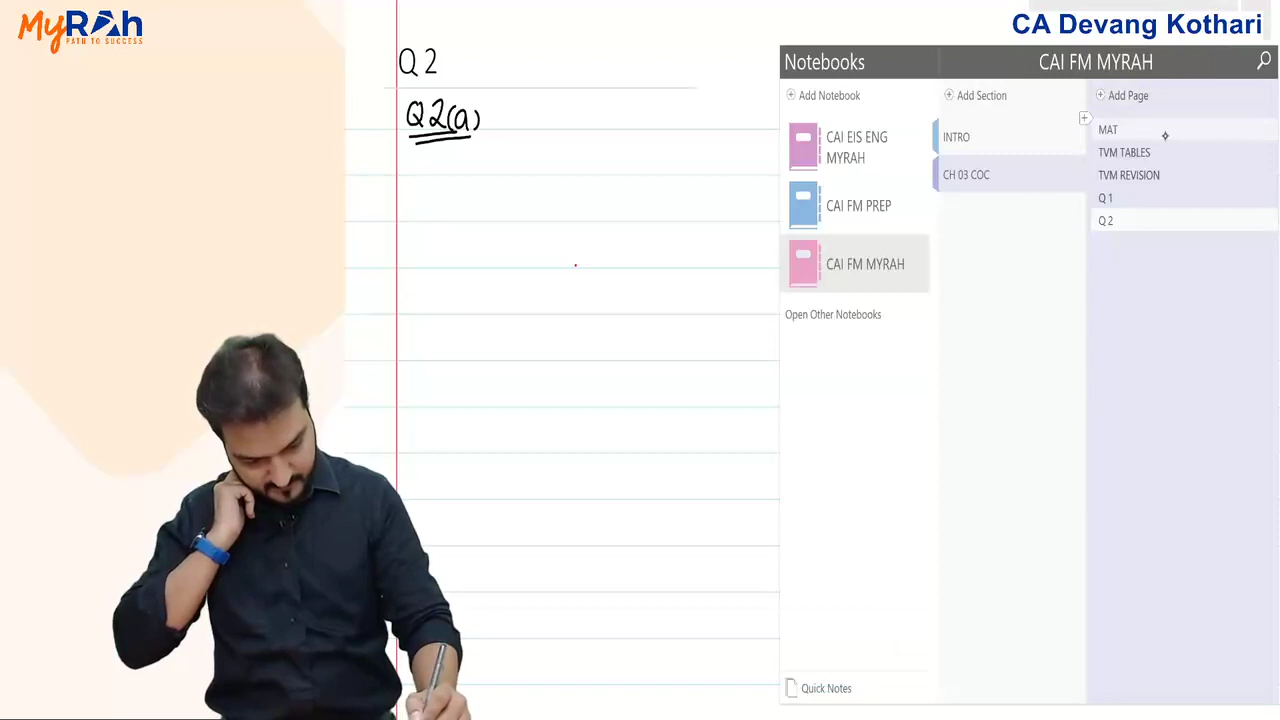 MyRAh
PATH TO SUCCESS
CA Devang Kothari
Q 2
Q2(a)
Notebooks
CAI FM MYRAH
Add Notebook
Add Section
Add Page
CAI EIS ENG
MYRAH
CAI FM PREP
CAI FM MYRAH
Open Other Notebooks
INTRO
CH 03 COC
MAT
TVM TABLES
TVM REVISION
Q 1
Q 2
Quick Notes